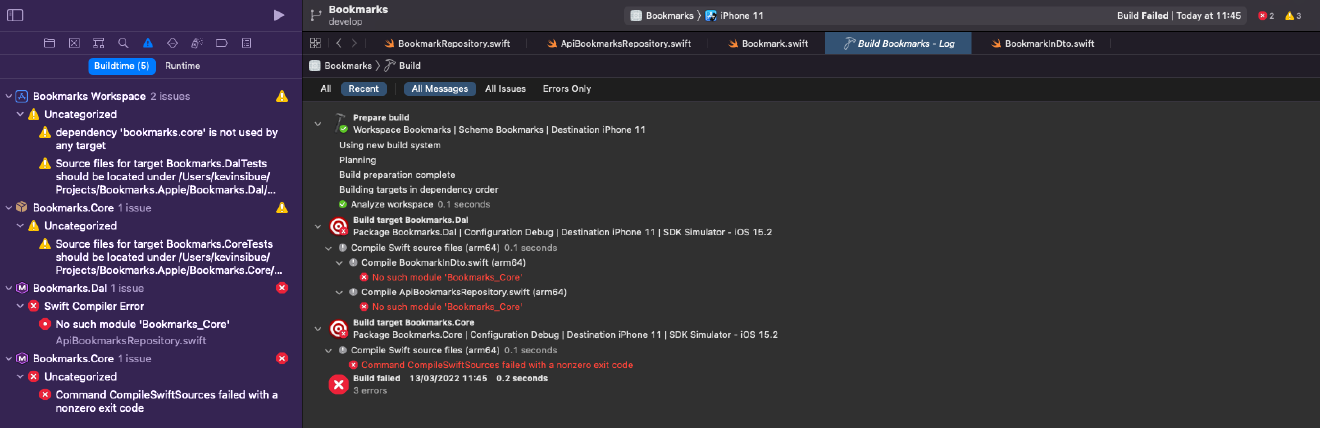 Bookmarks
develop
Bookmarks 〉 iPhone 11
Build Failed | Today at 11:45
2
3
BookmarkRepository.swift
ApiBookmarksRepository.swift
Bookmark.swift
Build Bookmarks - Log
BookmarkInDto.swift
Buildtime (5)
Runtime
Bookmarks 〉 Build
All
Recent
All Messages
All Issues
Errors Only
Bookmarks Workspace 2 issues
Uncategorized
dependency 'bookmarks.core' is not used by
any target
Source files for target Bookmarks.DalTests
should be located under /Users/kevinsibue/
Projects/Bookmarks.Apple/Bookmarks.Dal/...
Bookmarks.Core 1 issue
Uncategorized
Source files for target Bookmarks.CoreTests
should be located under /Users/kevinsibue/
Projects/Bookmarks.Apple/Bookmarks.Core/...
Bookmarks.Dal 1 issue
Swift Compiler Error
No such module 'Bookmarks_Core'
ApiBookmarksRepository.swift
Bookmarks.Core 1 issue
Uncategorized
Command CompileSwiftSources failed with a
nonzero exit code
Prepare build
Workspace Bookmarks | Scheme Bookmarks | Destination iPhone 11
Using new build system
Planning
Build preparation complete
Building targets in dependency order
Analyze workspace 0.1 seconds
Build target Bookmarks.Dal
Package Bookmarks.Dal | Configuration Debug | Destination iPhone 11 | SDK Simulator - iOS 15.2
Compile Swift source files (arm64) 0.1 seconds
Compile BookmarkInDto.swift (arm64)
No such module 'Bookmarks_Core'
Compile ApiBookmarksRepository.swift (arm64)
No such module 'Bookmarks_Core'
Build target Bookmarks.Core
Package Bookmarks.Core | Configuration Debug | Destination iPhone 11 | SDK Simulator - iOS 15.2
Compile Swift source files (arm64) 0.1 seconds
Command CompileSwiftSources failed with a nonzero exit code
Build failed 13/03/2022 11:45 0.2 seconds
3 errors